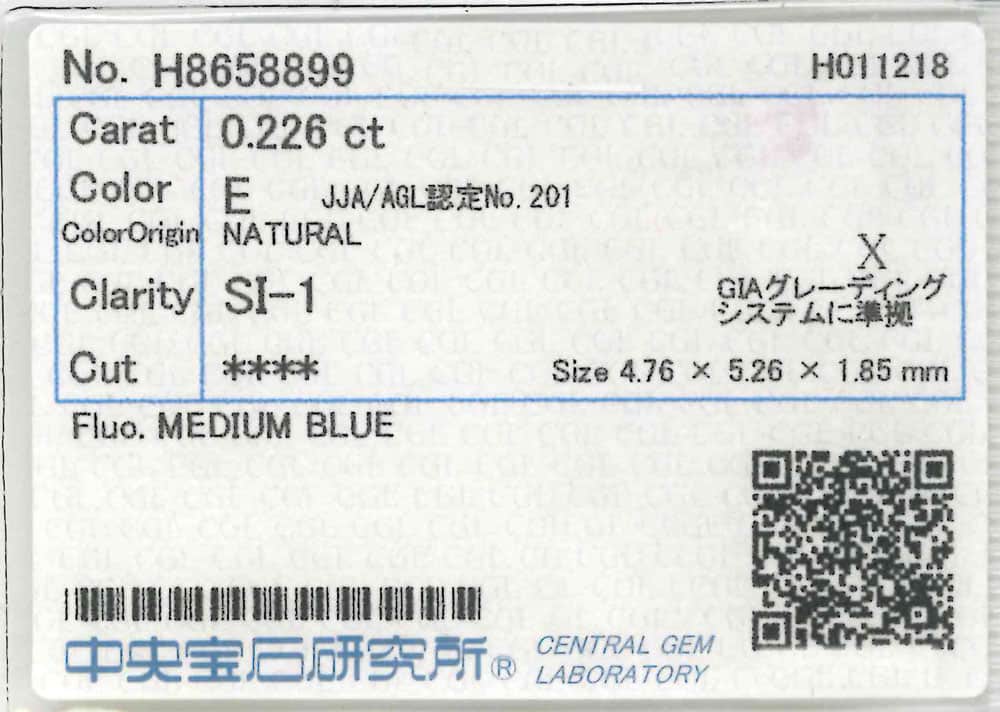 No. H8658899 H011218
Carat 0.226 ct
Color E JJA/AGL認定No. 201
ColorOrigin NATURAL
X
Clarity SI-1 GIAグレーディング
システムに準拠
Cut **** Size 4.76 × 5.26 × 1.85 mm
Fluo. MEDIUM BLUE
中央宝石研究所® CENTRAL GEM
LABORATORY